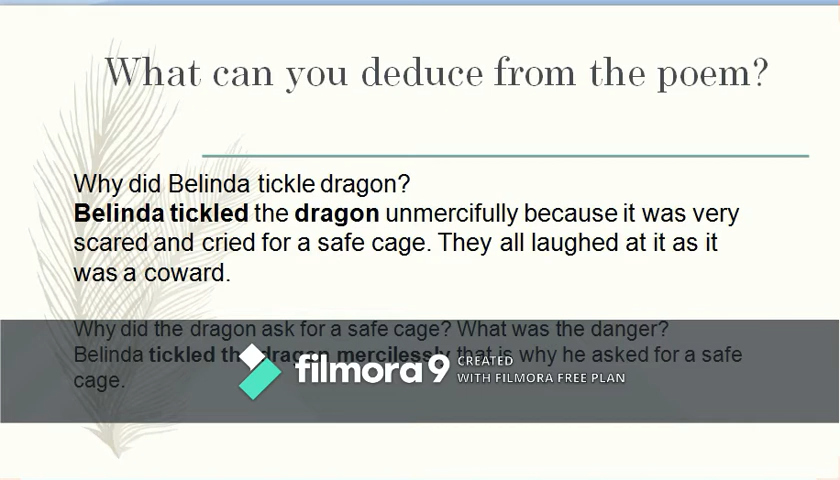 What can you deduce from the poem?
Why did Belinda tickle dragon?
Belinda tickled the dragon unmercifully because it was very
scared and cried for a safe cage. They all laughed at it as it
was a coward.
Why did the dragon ask for a safe cage? What was the danger?
Belinda tickled the dragon mercilessly that is why he asked for a safe
cage.
filmora9
CREATED
WITH FILMORA FREE PLAN